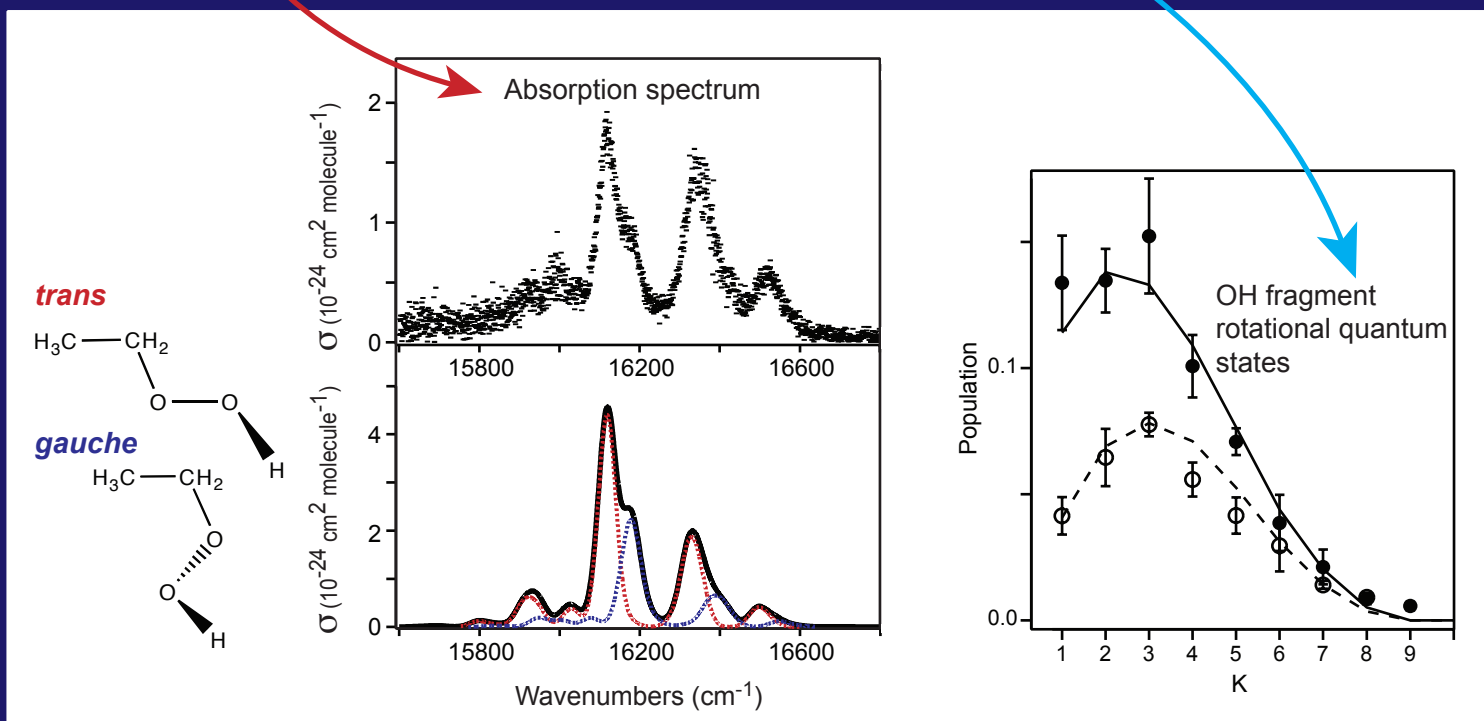 trans
H₃C
CH₂
O
O
H
gauche
H₃C
CH₂
O
O
H
Absorption spectrum
σ (10⁻²⁴ cm² molecule⁻¹)
2
1
0
15800 16200 16600
σ (10⁻²⁴ cm² molecule⁻¹)
4
2
0
15800 16200 16600
Wavenumbers (cm⁻¹)
OH fragment
rotational quantum
states
Population
0.1
0.0
1 2 3 4 5 6 7 8 9
K